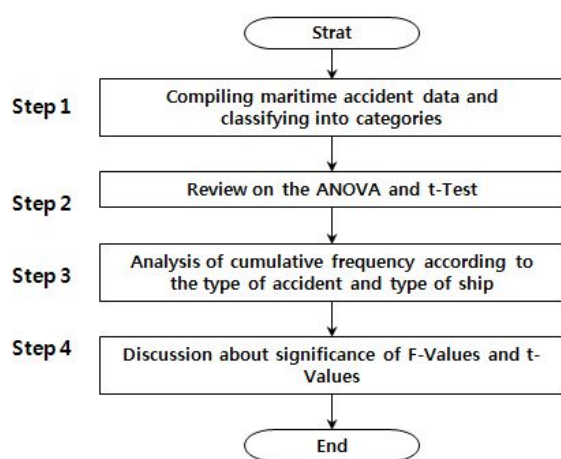 Strat
Step 1
Compiling maritime accident data and
classifying into categories
Step 2
Review on the ANOVA and t-Test
Step 3
Analysis of cumulative frequency according to
the type of accident and type of ship
Step 4
Discussion about significance of F-Values and t-
Values
End